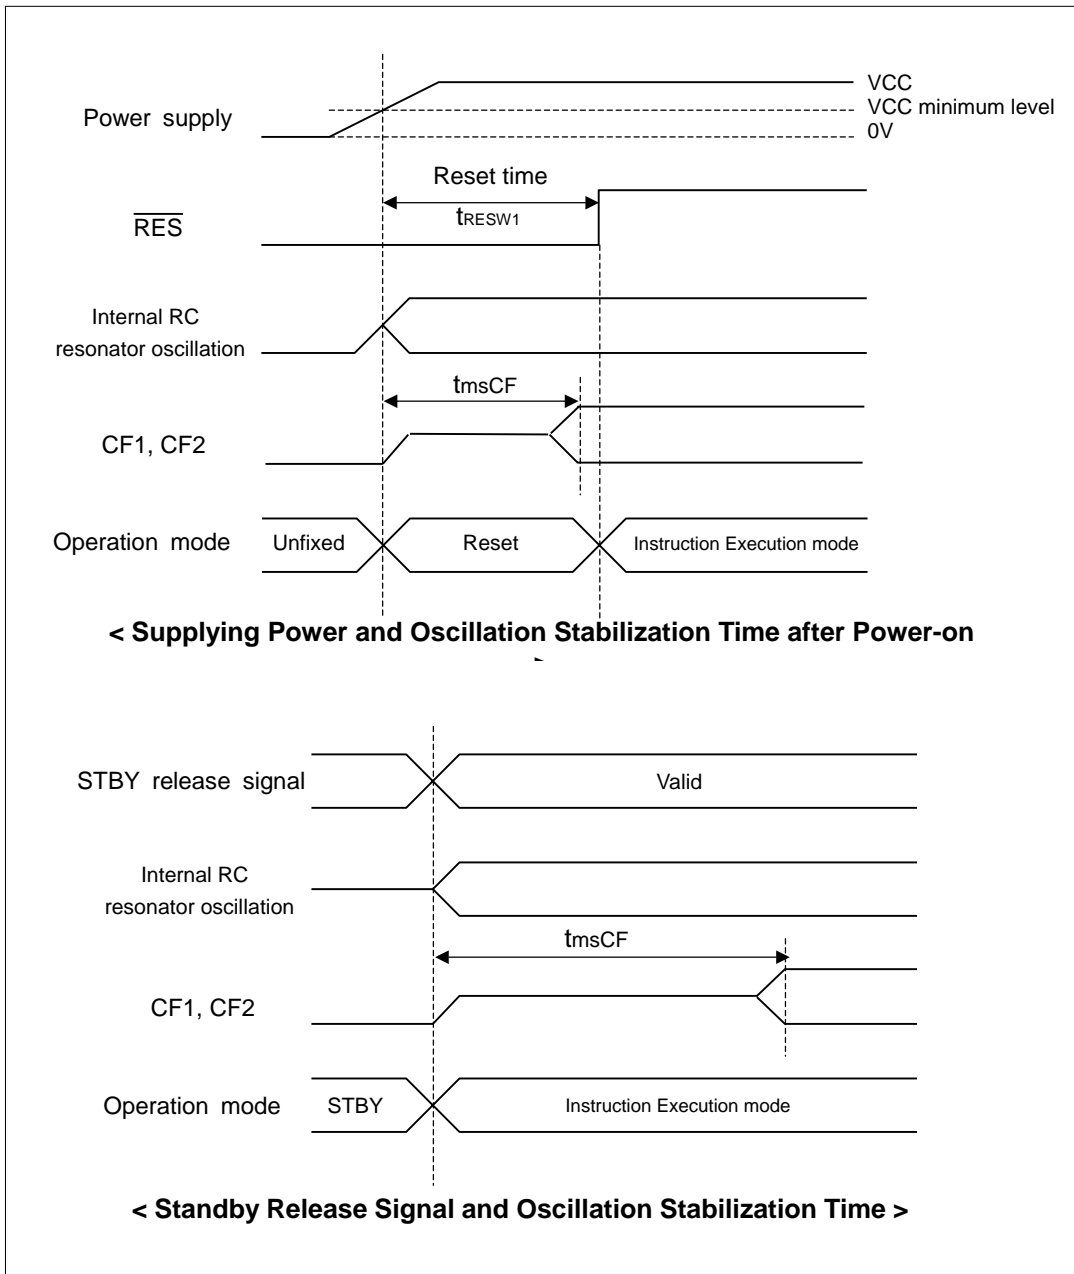 VCC
VCC minimum level
Power supply
0V
Reset time
RES
tRESW1
Internal RC
resonator oscillation
tmsCF
CF1, CF2
Operation mode
Unfixed
Reset
Instruction Execution mode
< Supplying Power and Oscillation Stabilization Time after Power-on
>
STBY release signal
Valid
Internal RC
resonator oscillation
tmsCF
CF1, CF2
Operation mode
STBY
Instruction Execution mode
< Standby Release Signal and Oscillation Stabilization Time >